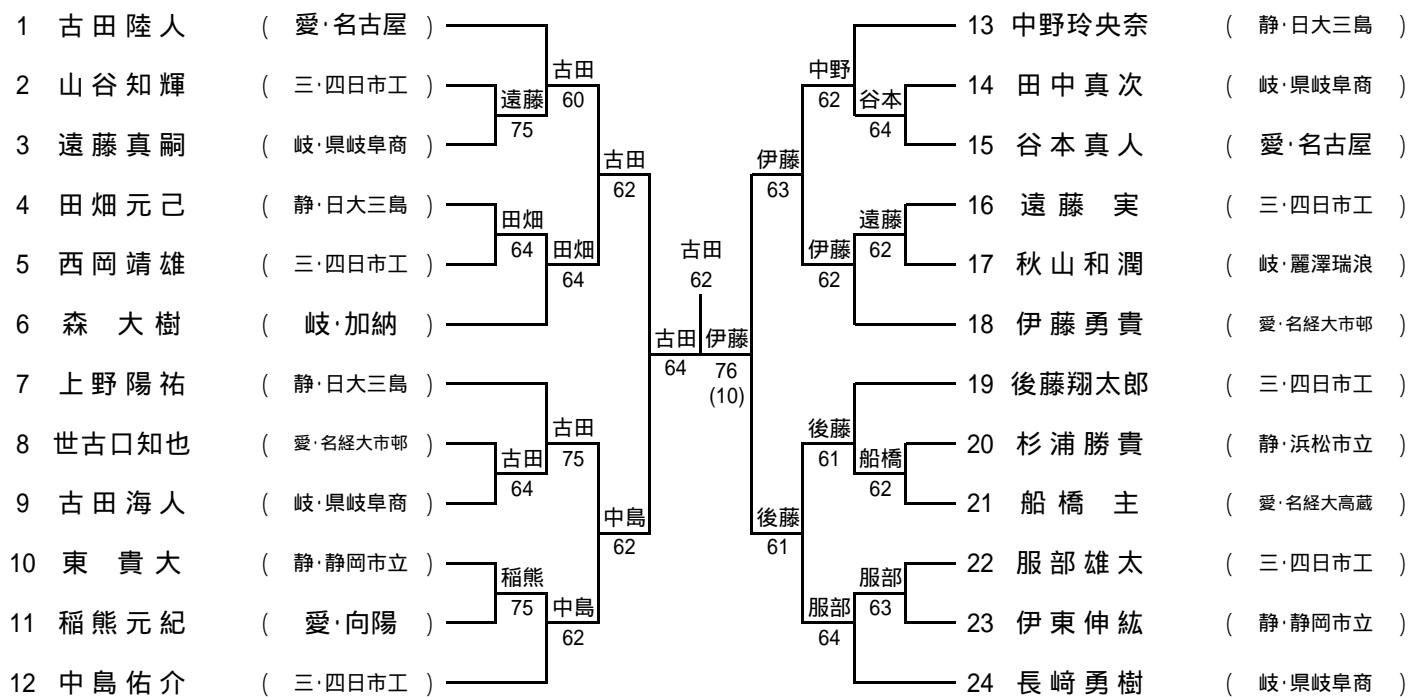 1 古田陸人 ( 愛・名古屋 )
2 山谷知輝 ( 三・四日市工 )
3 遠藤真嗣 ( 岐・県岐阜商 )
4 田畑元己 ( 静・日大三島 )
5 西岡靖雄 ( 三・四日市工 )
6 森大樹 ( 岐・加納 )
7 上野陽祐 ( 静・日大三島 )
8 世古口知也 ( 愛・名経大市邨 )
9 古田海人 ( 岐・県岐阜商 )
10 東貴大 ( 静・静岡市立 )
11 稲熊元紀 ( 愛・向陽 )
12 中島佑介 ( 三・四日市工 )
遠藤
75
田畑
64
古田
64
稲熊
75
古田
60
田畑
64
古田
75
中島
62
古田
62
中島
62
古田
64
古田
62
伊藤
76
(10)
伊藤
63
後藤
61
中野
62
伊藤
62
後藤
61
服部
64
谷本
64
遠藤
62
船橋
62
服部
63
13 中野玲央奈 ( 静・日大三島 )
14 田中真次 ( 岐・県岐阜商 )
15 谷本真人 ( 愛・名古屋 )
16 遠藤実 ( 三・四日市工 )
17 秋山和潤 ( 岐・麗澤瑞浪 )
18 伊藤勇貴 ( 愛・名経大市邨 )
19 後藤翔太郎 ( 三・四日市工 )
20 杉浦勝貴 ( 静・浜松市立 )
21 船橋主 ( 愛・名経大高蔵 )
22 服部雄太 ( 三・四日市工 )
23 伊東伸紘 ( 静・静岡市立 )
24 長﨑勇樹 ( 岐・県岐阜商 )